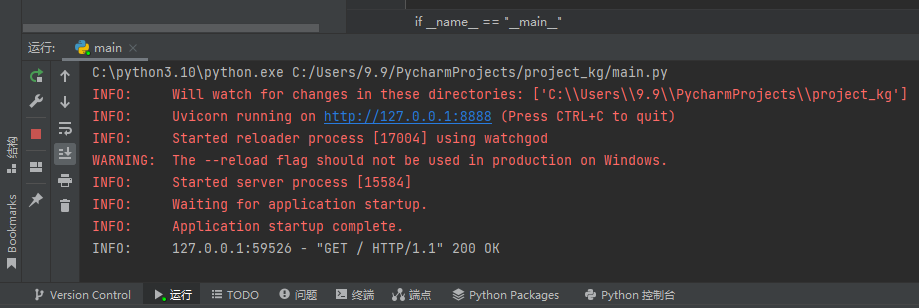 if __name__ == "__main__"
运行: main
C:\python3.10\python.exe C:/Users/9.9/PycharmProjects/project_kg/main.py
INFO:     Will watch for changes in these directories: ['C:\\Users\\9.9\\PycharmProjects\\project_kg']
INFO:     Uvicorn running on http://127.0.0.1:8888 (Press CTRL+C to quit)
INFO:     Started reloader process [17004] using watchgod
WARNING:  The --reload flag should not be used in production on Windows.
INFO:     Started server process [15584]
INFO:     Waiting for application startup.
INFO:     Application startup complete.
INFO:     127.0.0.1:59526 - "GET / HTTP/1.1" 200 OK
结构
Bookmarks
Version Control 运行 TODO 问题 终端 端点 Python Packages Python 控制台